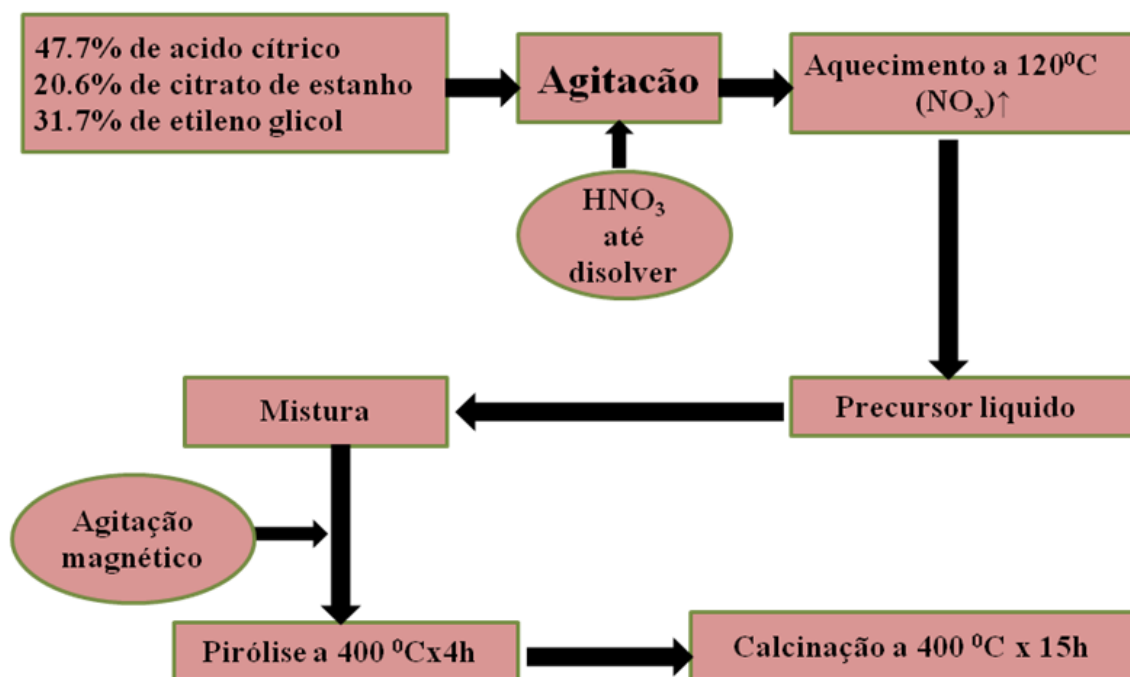 47.7% de acido cítrico
20.6% de citrato de estanho
31.7% de etileno glicol
Agitacão
Aquecimento a 120⁰C
(NOₓ)↑
HNO₃
até
disolver
Precursor liquido
Mistura
Agitação
magnético
Pirólise a 400 ⁰Cx4h
Calcinação a 400 ⁰C x 15h